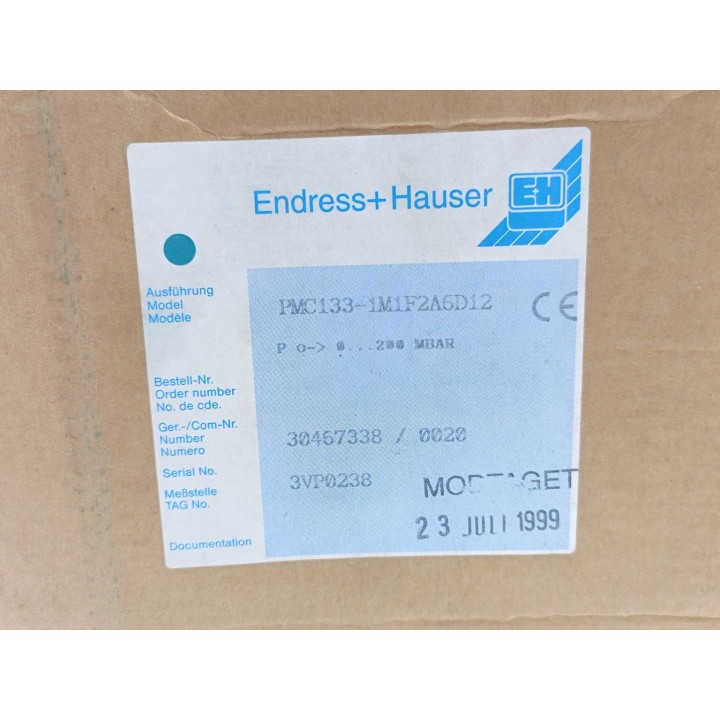 Endress+Hauser
E+H
Ausführung
Model
Modèle
PMC133-1M1F2A6D12
CE
P o-> 0...200 MBAR
Bestell-Nr.
Order number
No. de cde.
Ger.-/Com-Nr.
Number
Numero
30467338 / 0020
Serial No.
3VP0238
Meßstelle
TAG No.
23 JULI 1999
Documentation